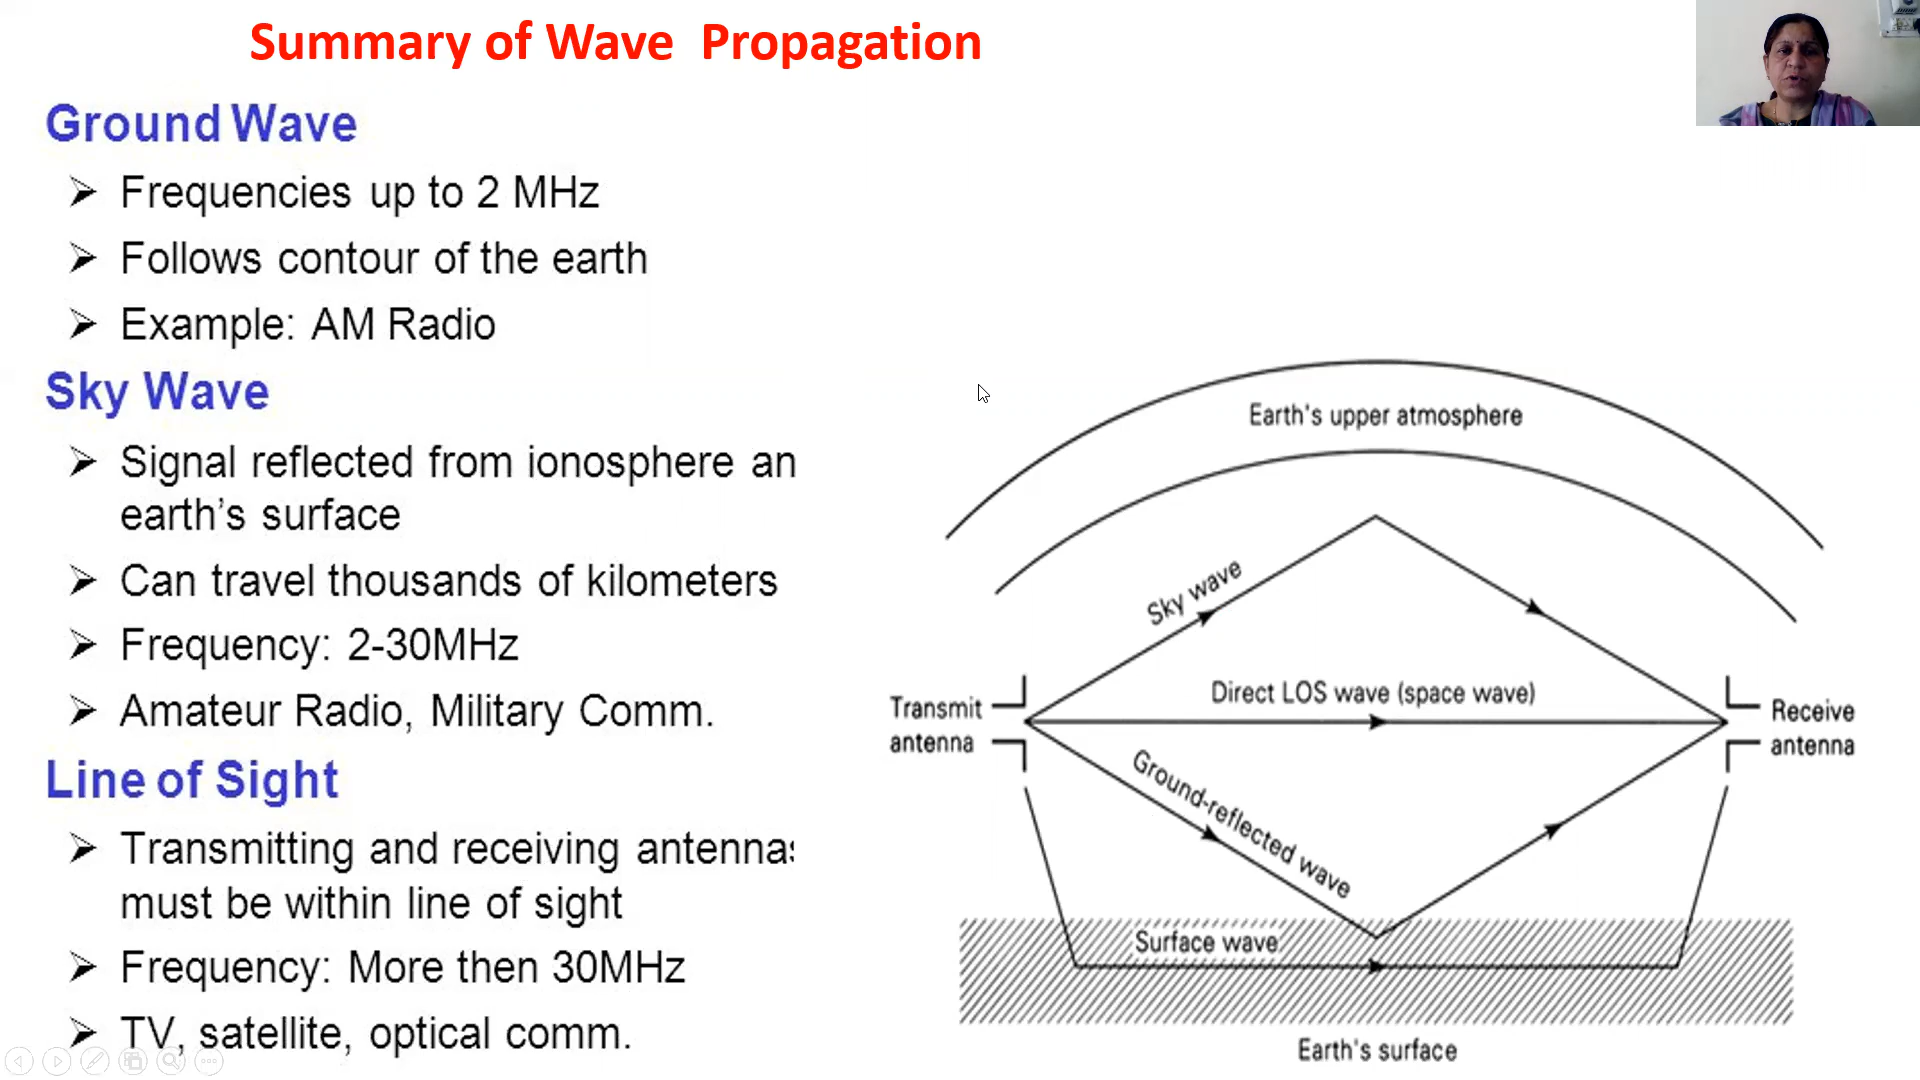 Summary of Wave Propagation
Ground Wave
Frequencies up to 2 MHz
Follows contour of the earth
Example: AM Radio
Sky Wave
Signal reflected from ionosphere an
earth's surface
Can travel thousands of kilometers
Frequency: 2-30MHz
Amateur Radio, Military Comm.
Line of Sight
Transmitting and receiving antennas
must be within line of sight
Frequency: More then 30MHz
TV, satellite, optical comm.
Earth's upper atmosphere
Sky wave
Direct LOS wave (space wave)
Transmit
antenna
Receive
antenna
Ground-reflected wave
Surface wave
Earth's surface